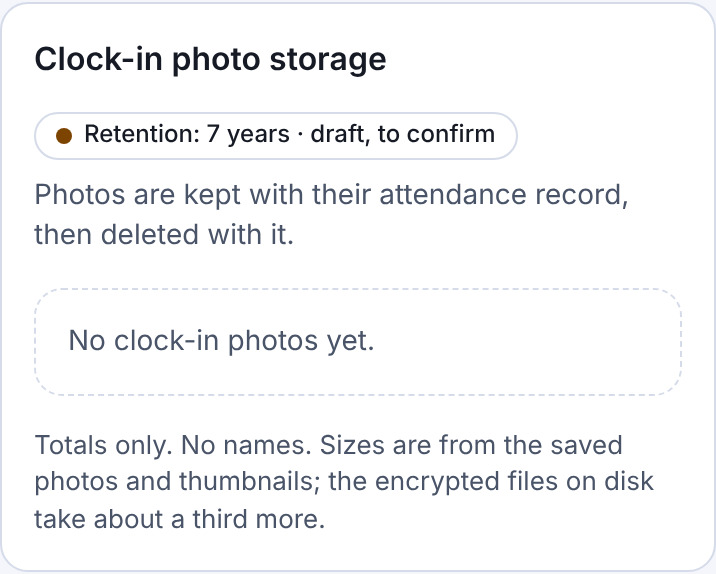 Clock-in photo storage
Retention: 7 years · draft, to confirm
Photos are kept with their attendance record,
then deleted with it.
No clock-in photos yet.
Totals only. No names. Sizes are from the saved
photos and thumbnails; the encrypted files on disk
take about a third more.